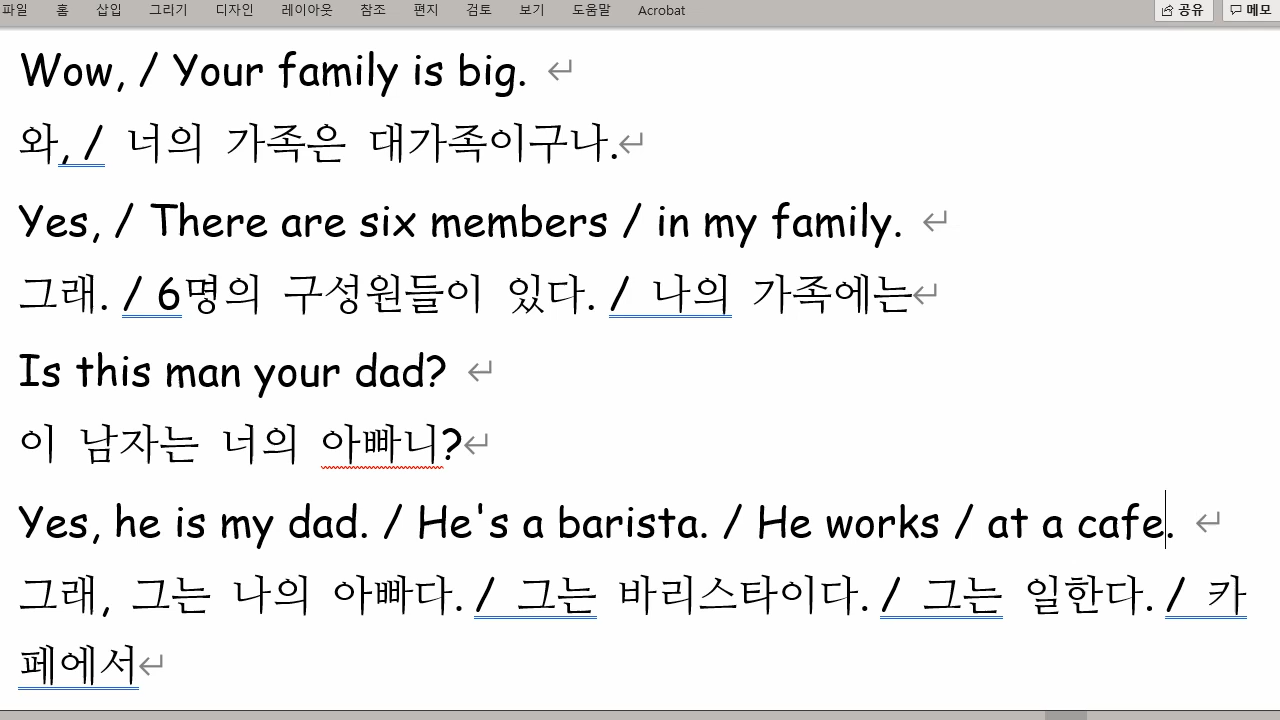 파일 홈 삽입 그리기 디자인 레이아웃 참조 편지 검토 보기 도움말 Acrobat 공유 메모
Wow, / Your family is big.
와, / 너의 가족은 대가족이구나.
Yes, / There are six members / in my family.
그래. / 6명의 구성원들이 있다. / 나의 가족에는
Is this man your dad?
이 남자는 너의 아빠니?
Yes, he is my dad. / He's a barista. / He works / at a cafe.
그래, 그는 나의 아빠다. / 그는 바리스타이다. / 그는 일한다. / 카
페에서